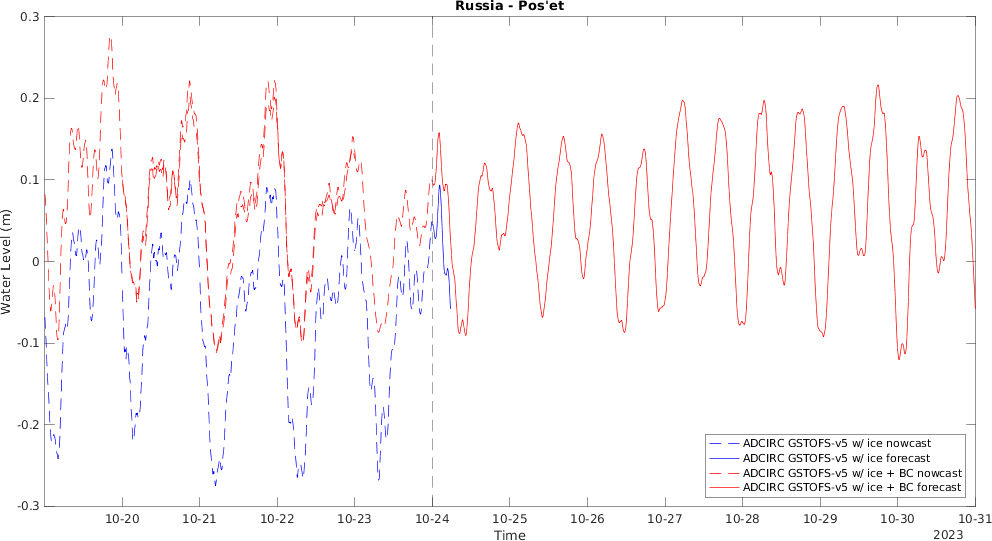 Russia - Pos'et
0.3
0.2
0.1
0
-0.1
-0.2
-0.3
Water Level (m)
ADCIRC GSTOFS-v5 w/ ice nowcast
ADCIRC GSTOFS-v5 w/ ice forecast
ADCIRC GSTOFS-v5 w/ ice + BC nowcast
ADCIRC GSTOFS-v5 w/ ice + BC forecast
10-20 10-21 10-22 10-23 10-24 10-25 10-26 10-27 10-28 10-29 10-30 10-31
Time
2023